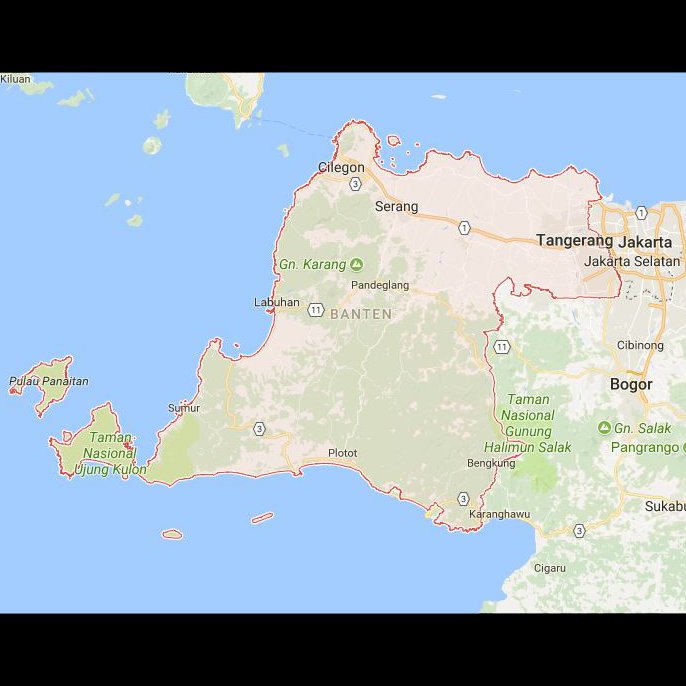 Kiluan
Cilegon
3
Serang
1
1
Tangerang
Jakarta
Jakarta Selatan
Gn. Karang
Pandeglang
Labuhan
11
BANTEN
11
Cibinong
Pulau Panaitan
Bogor
Sumur
Taman
Nasional
Gunung
Halimun Salak
Gn. Salak
Pangrango
3
Taman
Nasional
Ujung Kulon
Plotot
Bengkung
3
Karanghawu
Sukabu
3
Cigaru